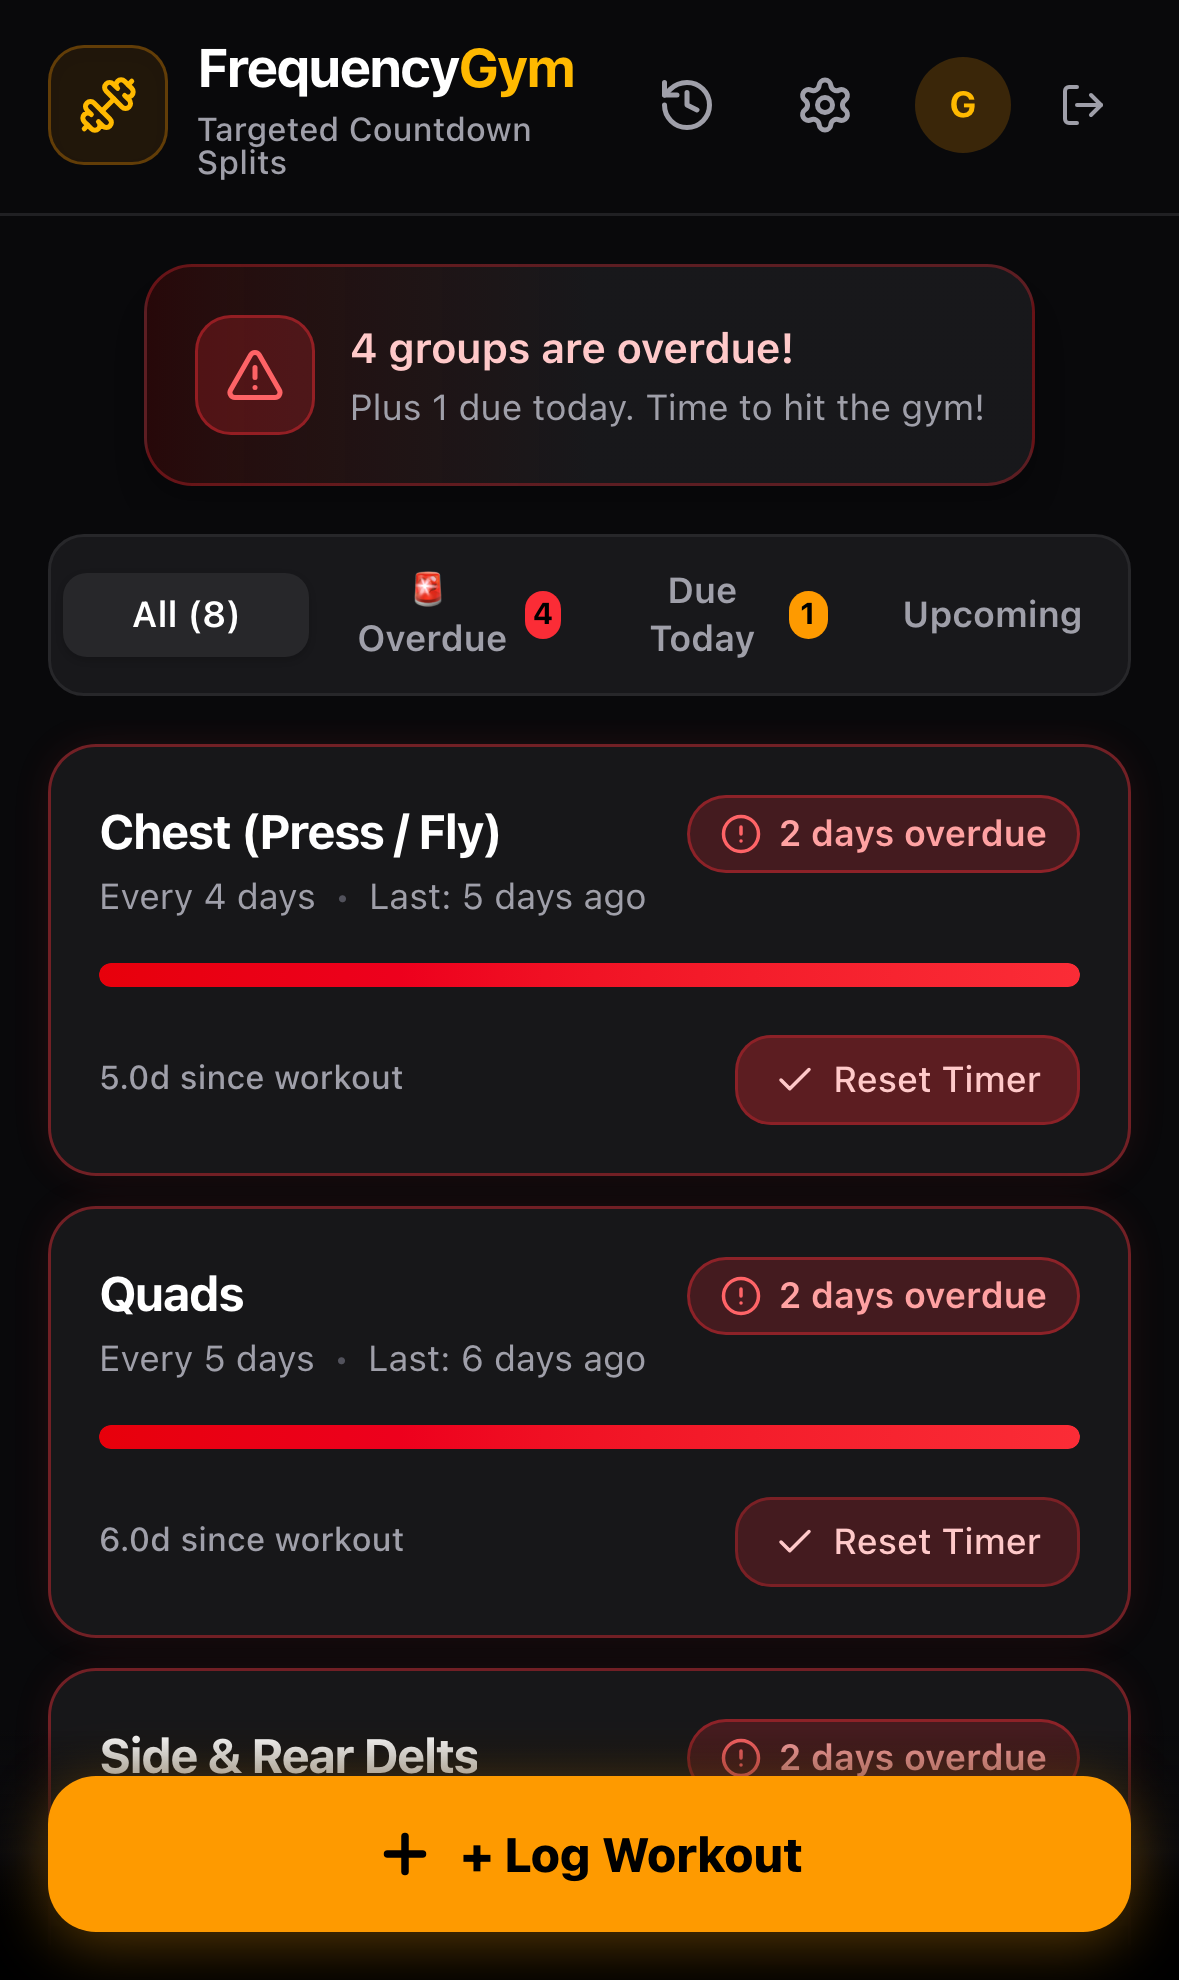 FrequencyGym
Targeted Countdown
Splits
G
4 groups are overdue!
Plus 1 due today. Time to hit the gym!
All (8)
🚨
Overdue
4
Due
Today
1
Upcoming
Chest (Press / Fly)
2 days overdue
Every 4 days • Last: 5 days ago
5.0d since workout
Reset Timer
Quads
2 days overdue
Every 5 days • Last: 6 days ago
6.0d since workout
Reset Timer
Side & Rear Delts
2 days overdue
+ Log Workout